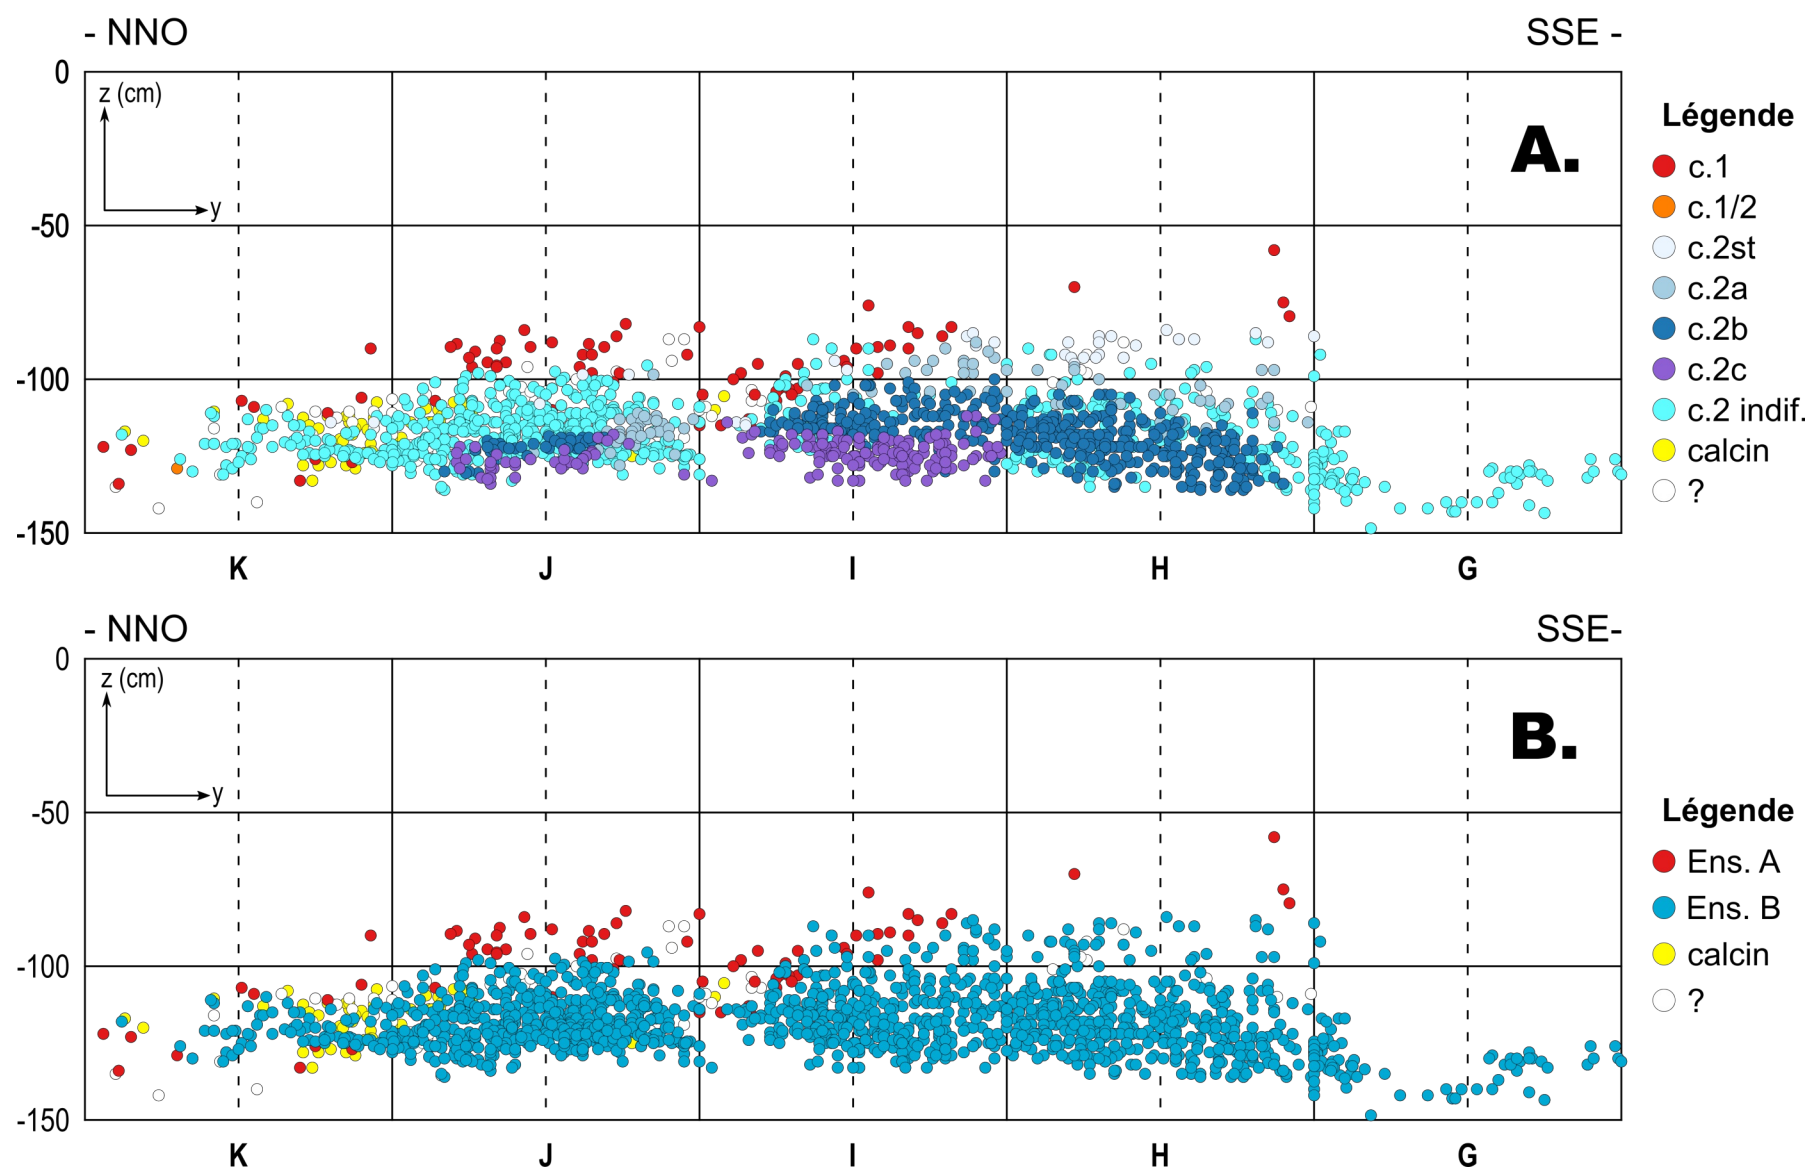 - NNO SSE -
0
z (cm)
A.
y
-50
-100
-150
K J I H G
Légende
c.1
c.1/2
c.2st
c.2a
c.2b
c.2c
c.2 indif.
calcin
?
- NNO SSE-
0
z (cm)
B.
y
-50
-100
-150
K J I H G
Légende
Ens. A
Ens. B
calcin
?